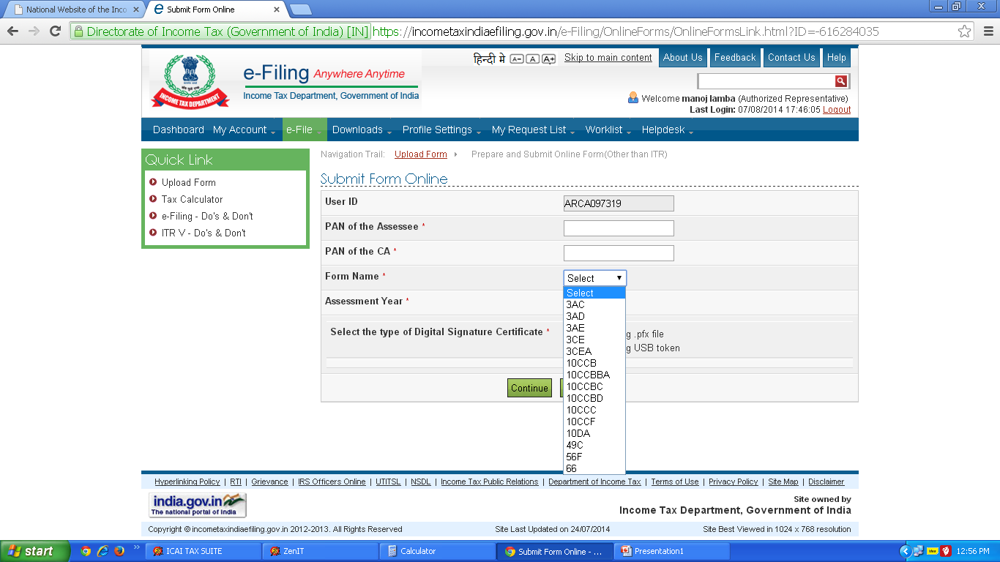 National Website of the Inco
Submit Form Online
Directorate of Income Tax (Government of India) [IN] https://incometaxindiaefiling.gov.in/e-Filing/OnlineForms/OnlineFormsLink.html?ID=-616284035
INCOME TAX DEPARTMENT
e-Filing Anywhere Anytime
Income Tax Department, Government of India
हिन्दी मे A- A A+ Skip to main content About Us Feedback Contact Us Help
Welcome manoj lamba (Authorized Representative)
Last Login: 07/08/2014 17:46:05 Logout
Dashboard My Account e-File Downloads Profile Settings My Request List Worklist Helpdesk
Quick Link
Upload Form
Tax Calculator
e-Filing - Do's & Don't
ITR V - Do's & Don't
Navigation Trail: Upload Form Prepare and Submit Online Form(Other than ITR)
Submit Form Online
User ID ARCA097319
PAN of the Assessee *
PAN of the CA *
Form Name * Select
Assessment Year *
Select the type of Digital Signature Certificate * g .pfx file
g USB token
Select
3AC
3AD
3AE
3CE
3CEA
10CCB
10CCBBA
10CCBC
10CCBD
10CCC
10CCF
10DA
49C
56F
66
Continue
Hyperlinking Policy | RTI | Grievance | IRS Officers Online | UTITSL | NSDL | Income Tax Public Relations | Department of Income Tax | Terms of Use | Privacy Policy | Site Map | Disclaimer
india.gov.in
The national portal of India
Site owned by
Income Tax Department, Government of India
Copyright © incometaxindiaefiling.gov.in 2012-2013. All Rights Reserved Site Last Updated on 24/07/2014 Site Best Viewed in 1024 x 768 resolution
start ICAI TAX SUITE ZenIT Calculator Submit Form Online - ... Presentation1 12:56 PM